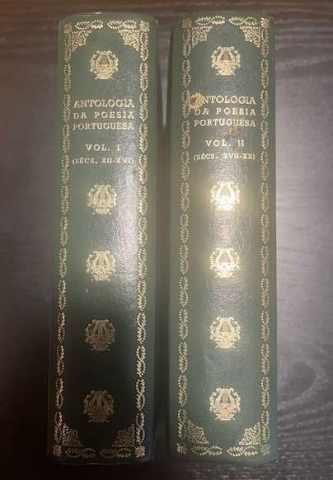 ANTOLOGIA
DA POESIA
PORTUGUESA
VOL. I
(SÉCS. XII-XVI)
ANTOLOGIA
DA POESIA
PORTUGUESA
VOL. II
(SÉCS. XVII-XX)